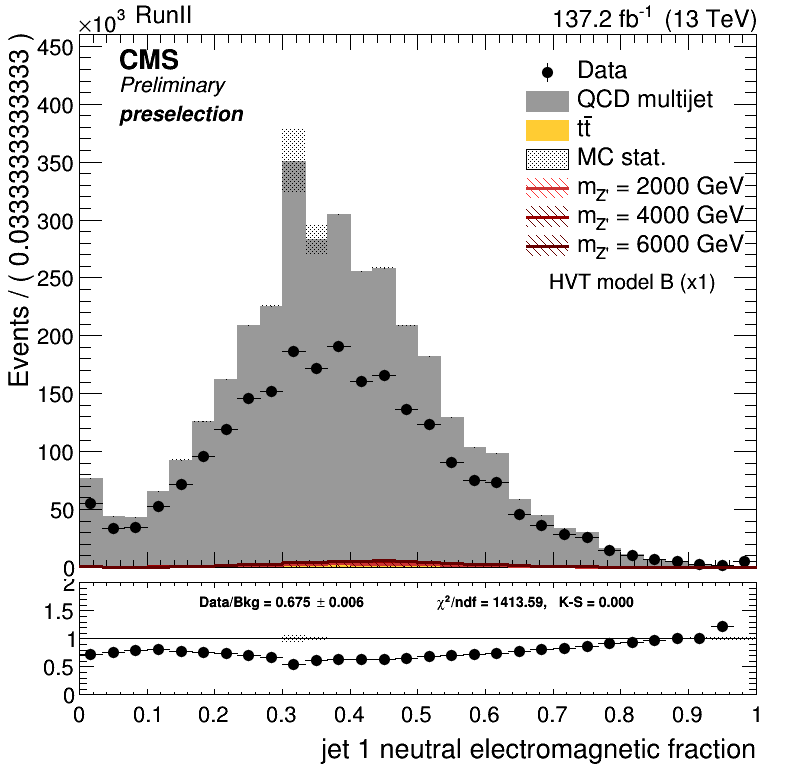 ×10³ RunII 137.2 fb⁻¹ (13 TeV)
CMS
Preliminary
preselection
Data
QCD multijet
tt̄
MC stat.
m_Z' = 2000 GeV
m_Z' = 4000 GeV
m_Z' = 6000 GeV
HVT model B (x1)
Events / ( 0.0333333333333333 )
450
400
350
300
250
200
150
100
50
0
2
1.5
1
0.5
0
Data/Bkg = 0.675 ± 0.006 χ²/ndf = 1413.59, K-S = 0.000
0 0.1 0.2 0.3 0.4 0.5 0.6 0.7 0.8 0.9 1
jet 1 neutral electromagnetic fraction